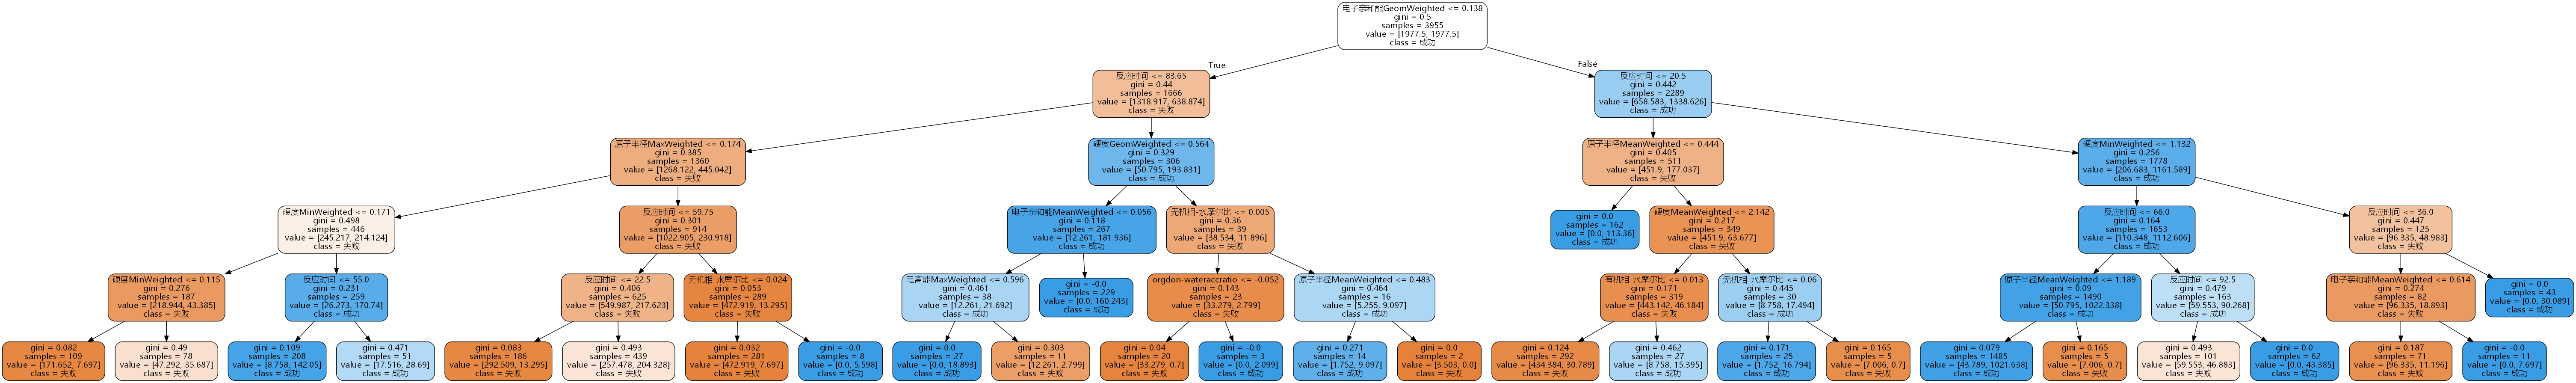 电子亲和能GeomWeighted <= 0.138
gini = 0.5
samples = 3955
value = [1977.5, 1977.5]
class = 成功
True
False
反应时间 <= 83.65
gini = 0.44
samples = 1666
value = [1318.917, 638.874]
class = 失败
反应时间 <= 20.5
gini = 0.442
samples = 2289
value = [658.583, 1338.626]
class = 成功
原子半径MaxWeighted <= 0.174
gini = 0.385
samples = 1360
value = [1268.122, 445.042]
class = 失败
硬度GeomWeighted <= 0.564
gini = 0.329
samples = 306
value = [50.795, 193.831]
class = 成功
原子半径MeanWeighted <= 0.444
gini = 0.405
samples = 511
value = [451.9, 177.037]
class = 失败
硬度MinWeighted <= 1.132
gini = 0.256
samples = 1778
value = [206.683, 1161.589]
class = 成功
硬度MinWeighted <= 0.171
gini = 0.498
samples = 446
value = [245.217, 214.124]
class = 失败
反应时间 <= 59.75
gini = 0.301
samples = 914
value = [1022.905, 230.918]
class = 失败
电子亲和能MeanWeighted <= 0.056
gini = 0.118
samples = 267
value = [12.261, 181.936]
class = 成功
无机相-水摩尔比 <= 0.005
gini = 0.36
samples = 39
value = [38.534, 11.896]
class = 失败
gini = 0.0
samples = 162
value = [0.0, 113.36]
class = 成功
硬度MeanWeighted <= 2.142
gini = 0.217
samples = 349
value = [451.9, 63.677]
class = 失败
反应时间 <= 66.0
gini = 0.164
samples = 1653
value = [110.348, 1112.606]
class = 成功
反应时间 <= 36.0
gini = 0.447
samples = 125
value = [96.335, 48.983]
class = 失败
硬度MinWeighted <= 0.115
gini = 0.276
samples = 187
value = [218.944, 43.385]
class = 失败
反应时间 <= 55.0
gini = 0.231
samples = 259
value = [26.273, 170.74]
class = 成功
反应时间 <= 22.5
gini = 0.406
samples = 625
value = [549.987, 217.623]
class = 失败
无机相-水摩尔比 <= 0.024
gini = 0.053
samples = 289
value = [472.919, 13.295]
class = 失败
电离能MaxWeighted <= 0.596
gini = 0.461
samples = 38
value = [12.261, 21.692]
class = 成功
gini = -0.0
samples = 229
value = [0.0, 160.243]
class = 成功
orgdon-wateraccratio <= -0.052
gini = 0.143
samples = 23
value = [33.279, 2.799]
class = 失败
原子半径MeanWeighted <= 0.483
gini = 0.464
samples = 16
value = [5.255, 9.097]
class = 成功
有机相-水摩尔比 <= 0.013
gini = 0.171
samples = 319
value = [443.142, 46.184]
class = 失败
无机相-水摩尔比 <= 0.06
gini = 0.445
samples = 30
value = [8.758, 17.494]
class = 成功
原子半径MeanWeighted <= 1.189
gini = 0.09
samples = 1490
value = [50.795, 1022.338]
class = 成功
反应时间 <= 92.5
gini = 0.479
samples = 163
value = [59.553, 90.268]
class = 成功
电子亲和能MeanWeighted <= 0.614
gini = 0.274
samples = 82
value = [96.335, 18.893]
class = 失败
gini = 0.0
samples = 43
value = [0.0, 30.089]
class = 成功
gini = 0.082
samples = 109
value = [171.652, 7.697]
class = 失败
gini = 0.49
samples = 78
value = [47.292, 35.687]
class = 失败
gini = 0.109
samples = 208
value = [8.758, 142.05]
class = 成功
gini = 0.471
samples = 51
value = [17.516, 28.69]
class = 成功
gini = 0.083
samples = 186
value = [292.509, 13.295]
class = 失败
gini = 0.493
samples = 439
value = [257.478, 204.328]
class = 失败
gini = 0.032
samples = 281
value = [472.919, 7.697]
class = 失败
gini = -0.0
samples = 8
value = [0.0, 5.598]
class = 成功
gini = 0.0
samples = 27
value = [0.0, 18.893]
class = 成功
gini = 0.303
samples = 11
value = [12.261, 2.799]
class = 失败
gini = 0.04
samples = 20
value = [33.279, 0.7]
class = 失败
gini = -0.0
samples = 3
value = [0.0, 2.099]
class = 成功
gini = 0.271
samples = 14
value = [1.752, 9.097]
class = 成功
gini = 0.0
samples = 2
value = [3.503, 0.0]
class = 失败
gini = 0.124
samples = 292
value = [434.384, 30.789]
class = 失败
gini = 0.462
samples = 27
value = [8.758, 15.395]
class = 成功
gini = 0.171
samples = 25
value = [1.752, 16.794]
class = 成功
gini = 0.165
samples = 5
value = [7.006, 0.7]
class = 失败
gini = 0.079
samples = 1485
value = [43.789, 1021.638]
class = 成功
gini = 0.165
samples = 5
value = [7.006, 0.7]
class = 失败
gini = 0.493
samples = 101
value = [59.553, 46.883]
class = 失败
gini = 0.0
samples = 62
value = [0.0, 43.385]
class = 成功
gini = 0.187
samples = 71
value = [96.335, 11.196]
class = 失败
gini = -0.0
samples = 11
value = [0.0, 7.697]
class = 成功